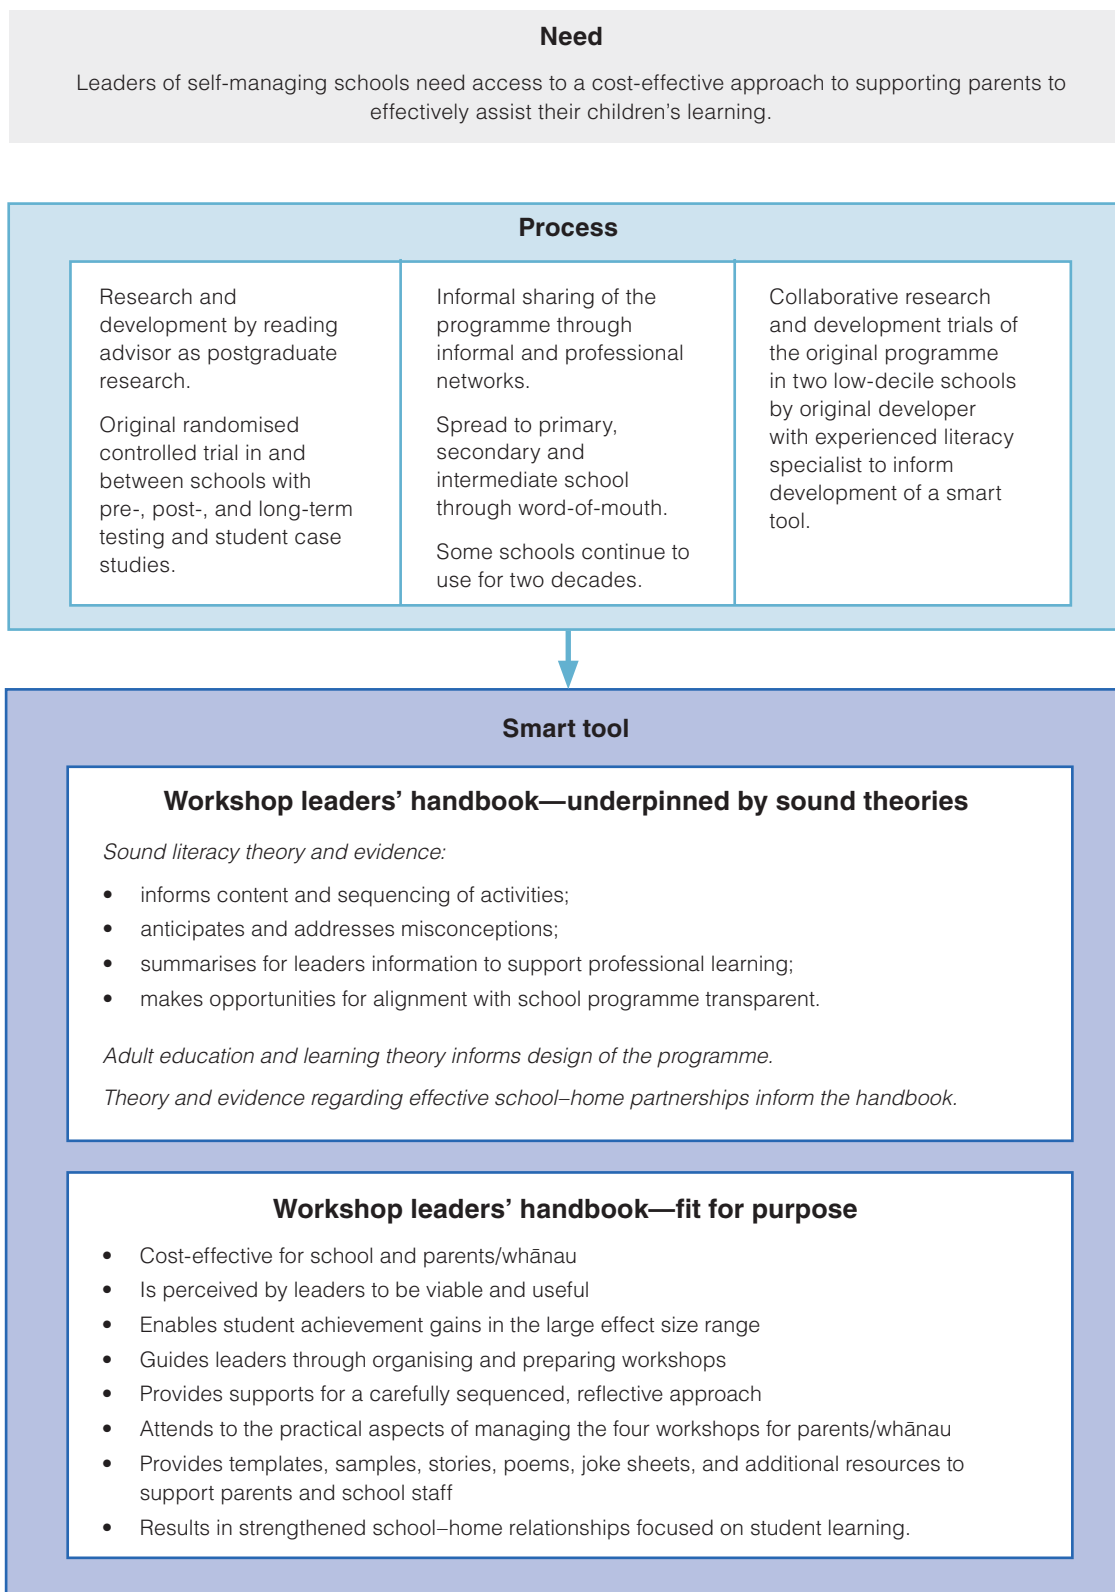 Need
Leaders of self-managing schools need access to a cost-effective approach to supporting parents to
effectively assist their children’s learning.
Process
Research and
development by reading
advisor as postgraduate
research.
Original randomised
controlled trial in and
between schools with
pre-, post-, and long-term
testing and student case
studies.
Informal sharing of the
programme through
informal and professional
networks.
Spread to primary,
secondary and
intermediate school
through word-of-mouth.
Some schools continue to
use for two decades.
Collaborative research
and development trials of
the original programme
in two low-decile schools
by original developer
with experienced literacy
specialist to inform
development of a smart
tool.
Smart tool
Workshop leaders’ handbook—underpinned by sound theories
Sound literacy theory and evidence:
• informs content and sequencing of activities;
• anticipates and addresses misconceptions;
• summarises for leaders information to support professional learning;
• makes opportunities for alignment with school programme transparent.
Adult education and learning theory informs design of the programme.
Theory and evidence regarding effective school–home partnerships inform the handbook.
Workshop leaders’ handbook—fit for purpose
• Cost-effective for school and parents/whānau
• Is perceived by leaders to be viable and useful
• Enables student achievement gains in the large effect size range
• Guides leaders through organising and preparing workshops
• Provides supports for a carefully sequenced, reflective approach
• Attends to the practical aspects of managing the four workshops for parents/whānau
• Provides templates, samples, stories, poems, joke sheets, and additional resources to
support parents and school staff
• Results in strengthened school–home relationships focused on student learning.